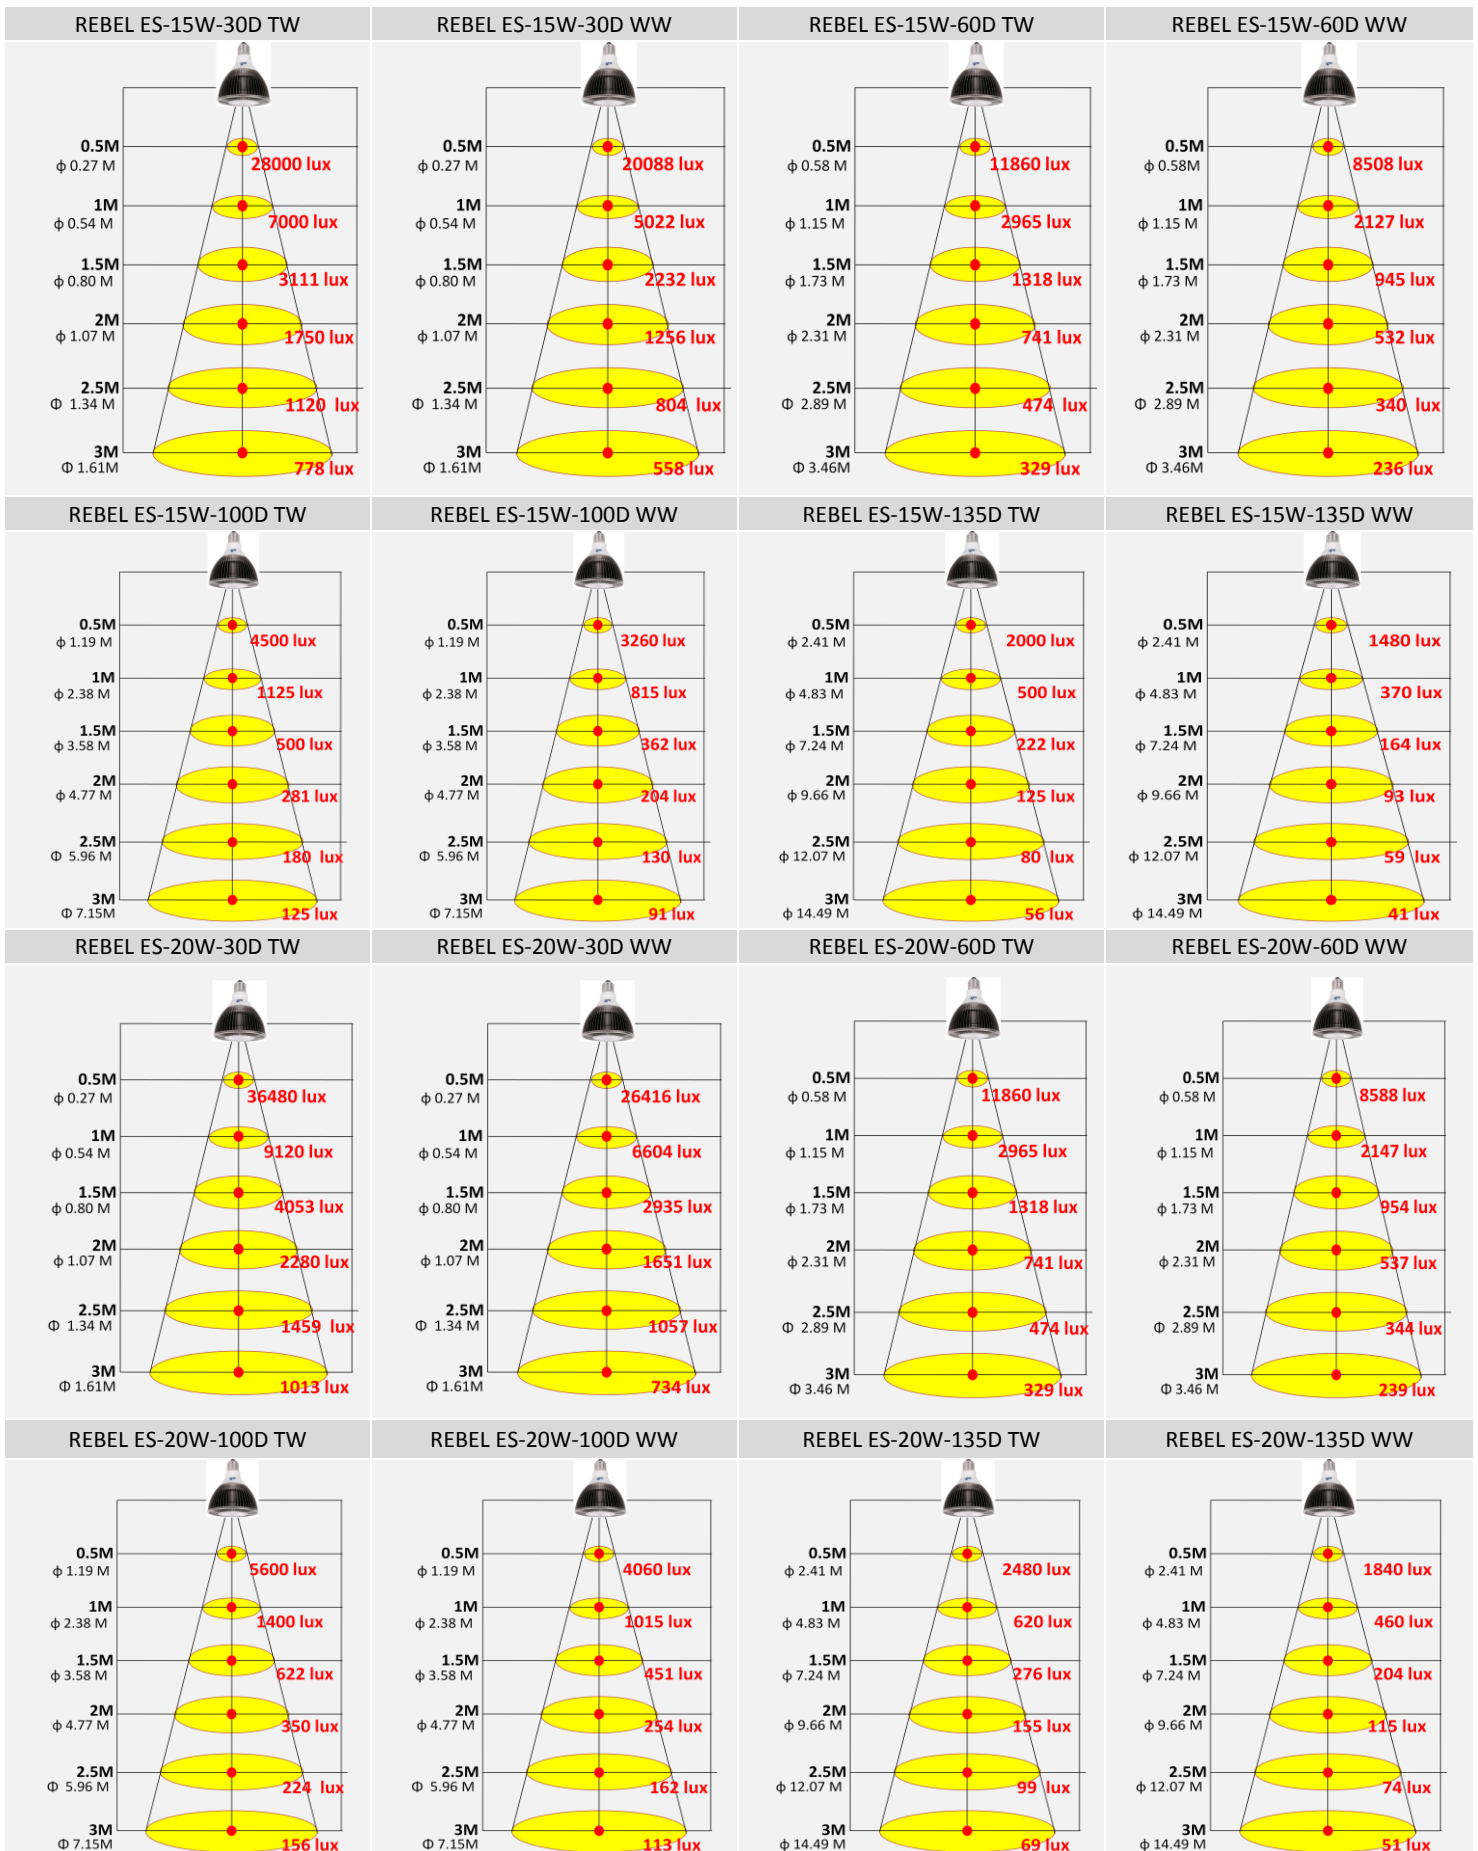 REBEL ES-15W-30D TW
0.5M
ϕ 0.27 M
28000 lux
1M
ϕ 0.54 M
7000 lux
1.5M
ϕ 0.80 M
3111 lux
2M
ϕ 1.07 M
1750 lux
2.5M
Φ 1.34 M
1120 lux
3M
Φ 1.61M
778 lux
REBEL ES-15W-30D WW
0.5M
ϕ 0.27 M
20088 lux
1M
ϕ 0.54 M
5022 lux
1.5M
ϕ 0.80 M
2232 lux
2M
ϕ 1.07 M
1256 lux
2.5M
Φ 1.34 M
804 lux
3M
Φ 1.61M
558 lux
REBEL ES-15W-60D TW
0.5M
ϕ 0.58 M
11860 lux
1M
ϕ 1.15 M
2965 lux
1.5M
ϕ 1.73 M
1318 lux
2M
ϕ 2.31 M
741 lux
2.5M
Φ 2.89 M
474 lux
3M
Φ 3.46M
329 lux
REBEL ES-15W-60D WW
0.5M
ϕ 0.58M
8508 lux
1M
ϕ 1.15 M
2127 lux
1.5M
ϕ 1.73 M
945 lux
2M
ϕ 2.31 M
532 lux
2.5M
Φ 2.89 M
340 lux
3M
Φ 3.46M
236 lux
REBEL ES-15W-100D TW
0.5M
ϕ 1.19 M
4500 lux
1M
ϕ 2.38 M
1125 lux
1.5M
ϕ 3.58 M
500 lux
2M
ϕ 4.77 M
281 lux
2.5M
Φ 5.96 M
180 lux
3M
Φ 7.15M
125 lux
REBEL ES-15W-100D WW
0.5M
ϕ 1.19 M
3260 lux
1M
ϕ 2.38 M
815 lux
1.5M
ϕ 3.58 M
362 lux
2M
ϕ 4.77 M
204 lux
2.5M
Φ 5.96 M
130 lux
3M
Φ 7.15M
91 lux
REBEL ES-15W-135D TW
0.5M
ϕ 2.41 M
2000 lux
1M
ϕ 4.83 M
500 lux
1.5M
ϕ 7.24 M
222 lux
2M
ϕ 9.66 M
125 lux
2.5M
ϕ 12.07 M
80 lux
3M
ϕ 14.49 M
56 lux
REBEL ES-15W-135D WW
0.5M
ϕ 2.41 M
1480 lux
1M
ϕ 4.83 M
370 lux
1.5M
ϕ 7.24 M
164 lux
2M
ϕ 9.66 M
93 lux
2.5M
ϕ 12.07 M
59 lux
3M
ϕ 14.49 M
41 lux
REBEL ES-20W-30D TW
0.5M
ϕ 0.27 M
36480 lux
1M
ϕ 0.54 M
9120 lux
1.5M
ϕ 0.80 M
4053 lux
2M
ϕ 1.07 M
2280 lux
2.5M
Φ 1.34 M
1459 lux
3M
Φ 1.61M
1013 lux
REBEL ES-20W-30D WW
0.5M
ϕ 0.27 M
26416 lux
1M
ϕ 0.54 M
6604 lux
1.5M
ϕ 0.80 M
2935 lux
2M
ϕ 1.07 M
1651 lux
2.5M
Φ 1.34 M
1057 lux
3M
Φ 1.61M
734 lux
REBEL ES-20W-60D TW
0.5M
ϕ 0.58 M
11860 lux
1M
ϕ 1.15 M
2965 lux
1.5M
ϕ 1.73 M
1318 lux
2M
ϕ 2.31 M
741 lux
2.5M
Φ 2.89 M
474 lux
3M
Φ 3.46 M
329 lux
REBEL ES-20W-60D WW
0.5M
ϕ 0.58 M
8588 lux
1M
ϕ 1.15 M
2147 lux
1.5M
ϕ 1.73 M
954 lux
2M
ϕ 2.31 M
537 lux
2.5M
Φ 2.89 M
344 lux
3M
Φ 3.46 M
239 lux
REBEL ES-20W-100D TW
0.5M
ϕ 1.19 M
5600 lux
1M
ϕ 2.38 M
1400 lux
1.5M
ϕ 3.58 M
622 lux
2M
ϕ 4.77 M
350 lux
2.5M
Φ 5.96 M
224 lux
3M
Φ 7.15M
156 lux
REBEL ES-20W-100D WW
0.5M
ϕ 1.19 M
4060 lux
1M
ϕ 2.38 M
1015 lux
1.5M
ϕ 3.58 M
451 lux
2M
ϕ 4.77 M
254 lux
2.5M
Φ 5.96 M
162 lux
3M
Φ 7.15M
113 lux
REBEL ES-20W-135D TW
0.5M
ϕ 2.41 M
2480 lux
1M
ϕ 4.83 M
620 lux
1.5M
ϕ 7.24 M
276 lux
2M
ϕ 9.66 M
155 lux
2.5M
ϕ 12.07 M
99 lux
3M
ϕ 14.49 M
69 lux
REBEL ES-20W-135D WW
0.5M
ϕ 2.41 M
1840 lux
1M
ϕ 4.83 M
460 lux
1.5M
ϕ 7.24 M
204 lux
2M
ϕ 9.66 M
115 lux
2.5M
ϕ 12.07 M
74 lux
3M
ϕ 14.49 M
51 lux